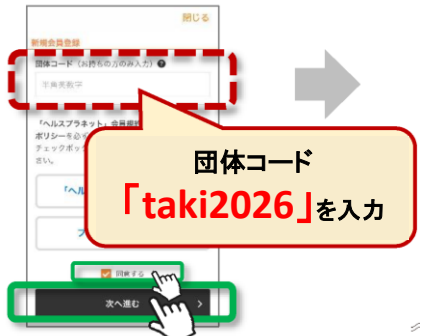 閉じる
新規会員登録
団体コード（お持ちの方のみ入力）?
半角英数字
「ヘルスプラネット」会員規約
ポリシーを必ず
チェックボッ
さい。
「ヘル
プ
団体コード
「taki2026」を入力
同意する
次へ進む >